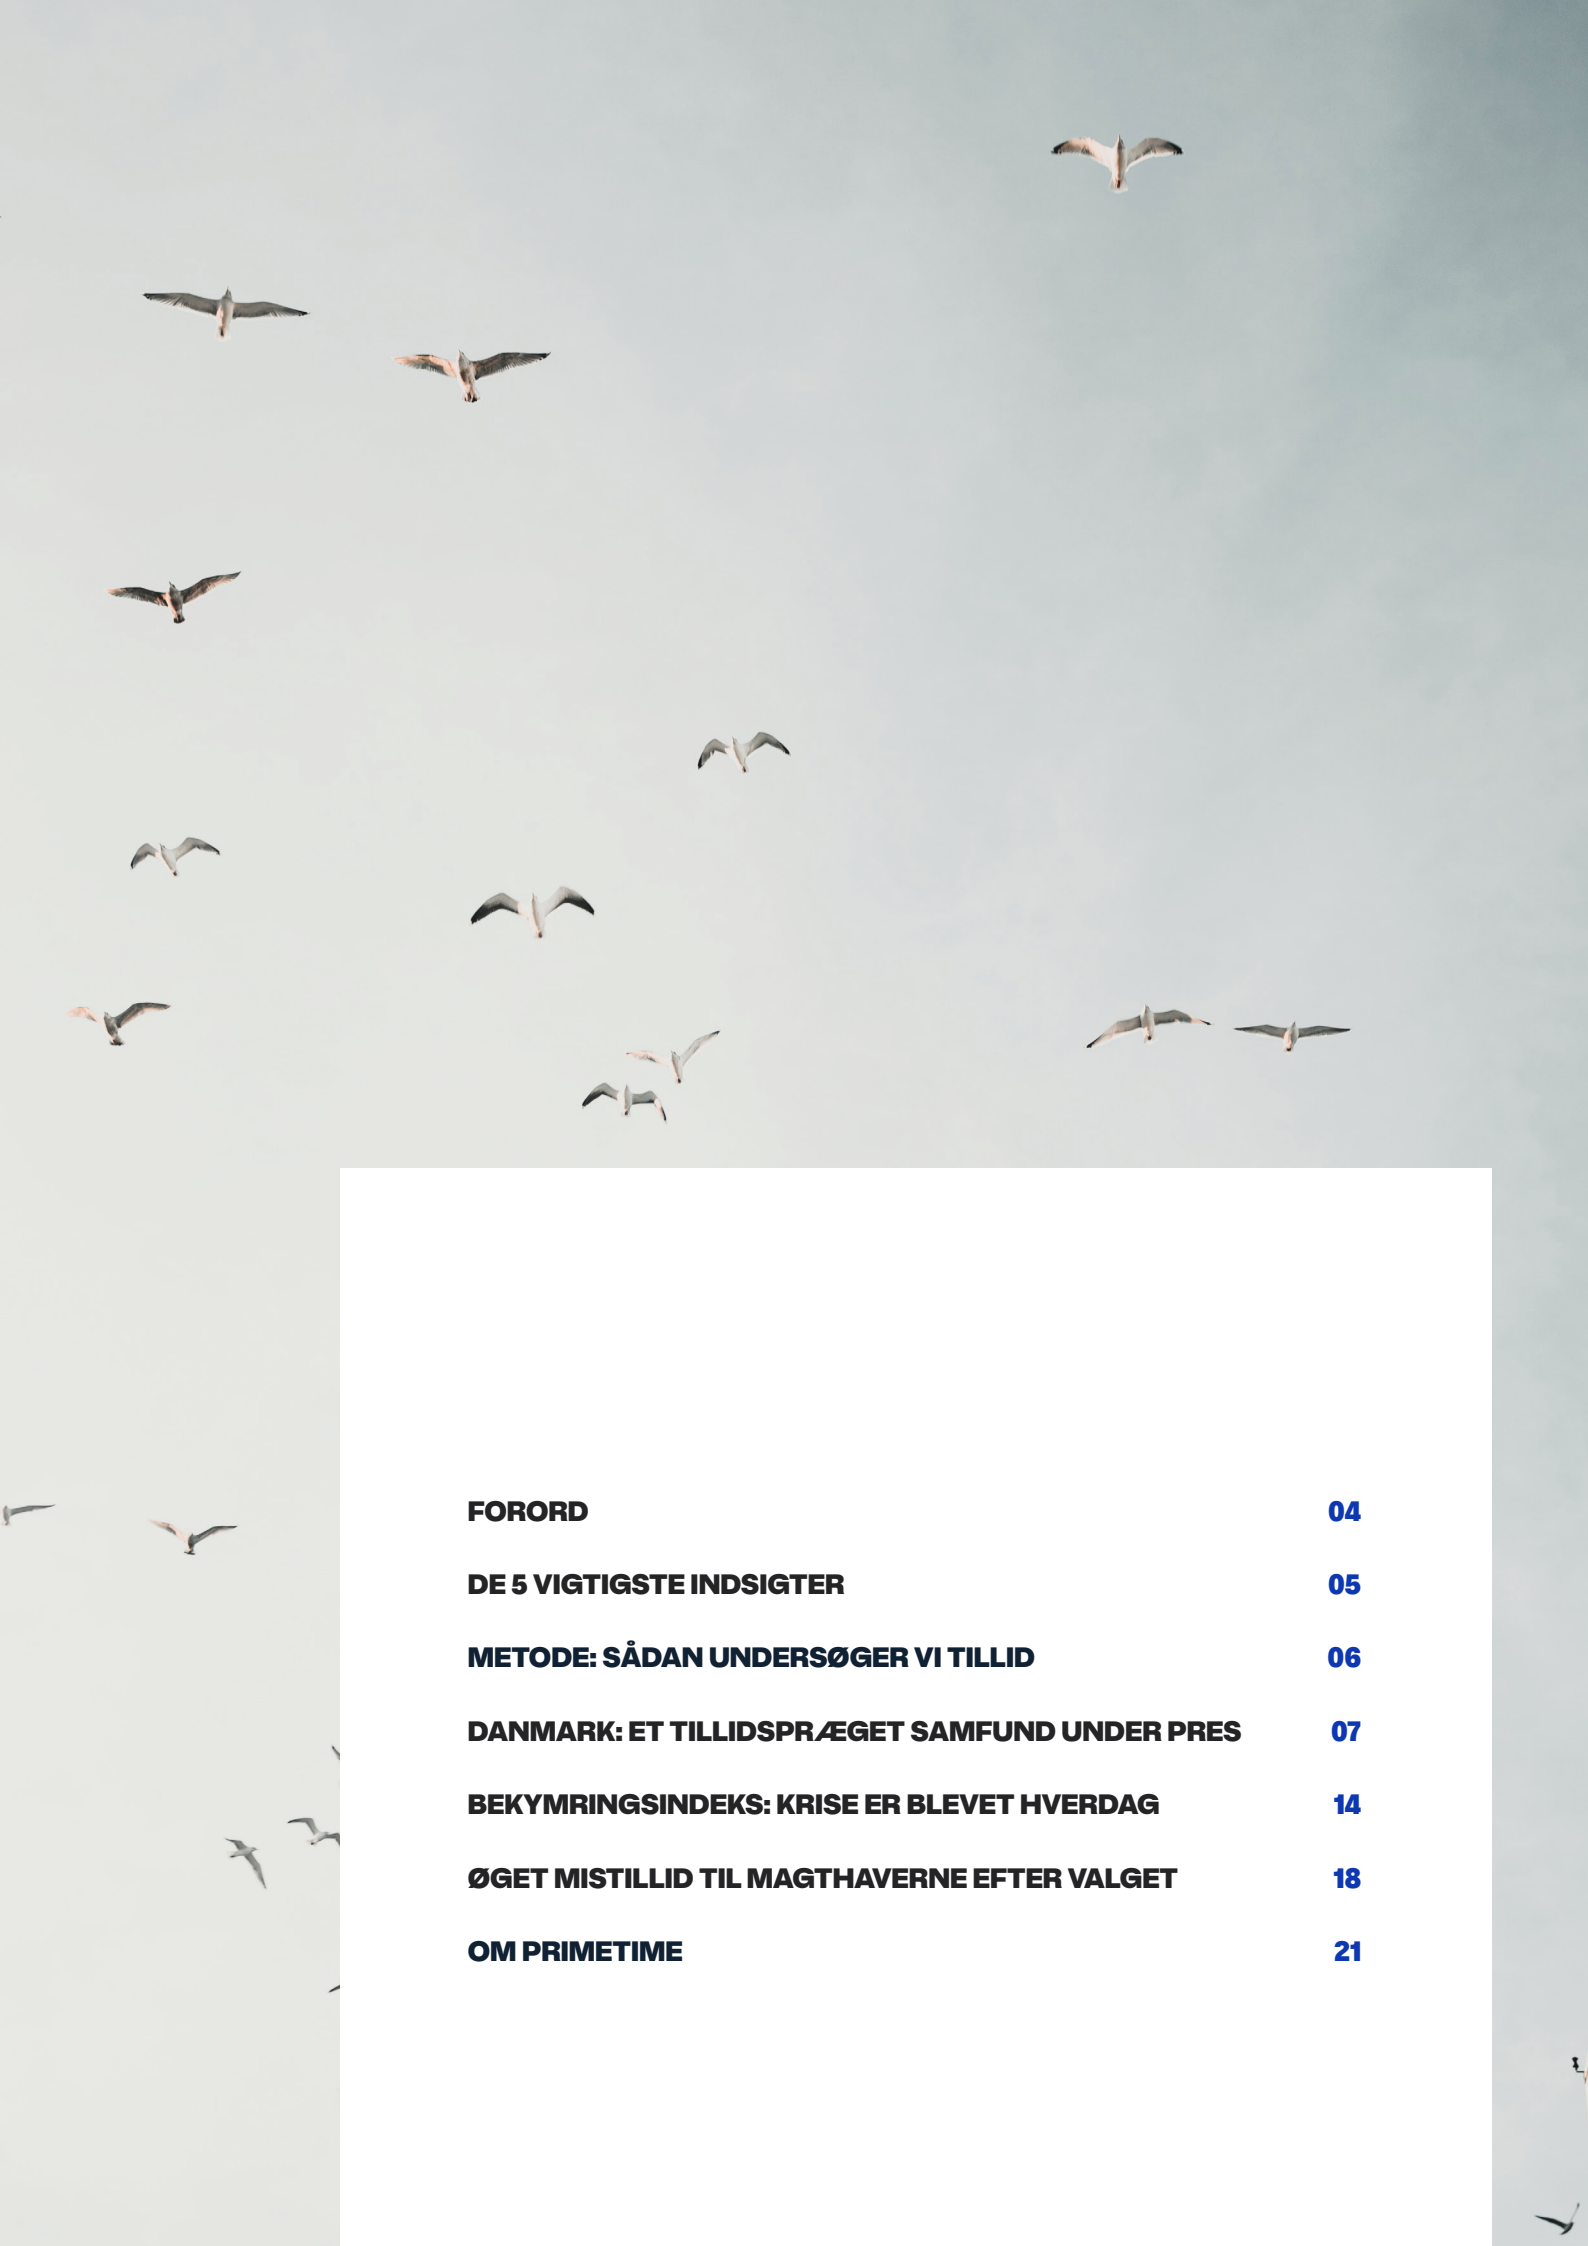 FORORD 04
DE 5 VIGTIGSTE INDSIGTER 05
METODE: SÅDAN UNDERSØGER VI TILLID 06
DANMARK: ET TILLIDSPRÆGET SAMFUND UNDER PRES 07
BEKYMRINGSINDEKS: KRISE ER BLEVET HVERDAG 14
ØGET MISTILLID TIL MAGTHAVERNE EFTER VALGET 18
OM PRIMETIME 21